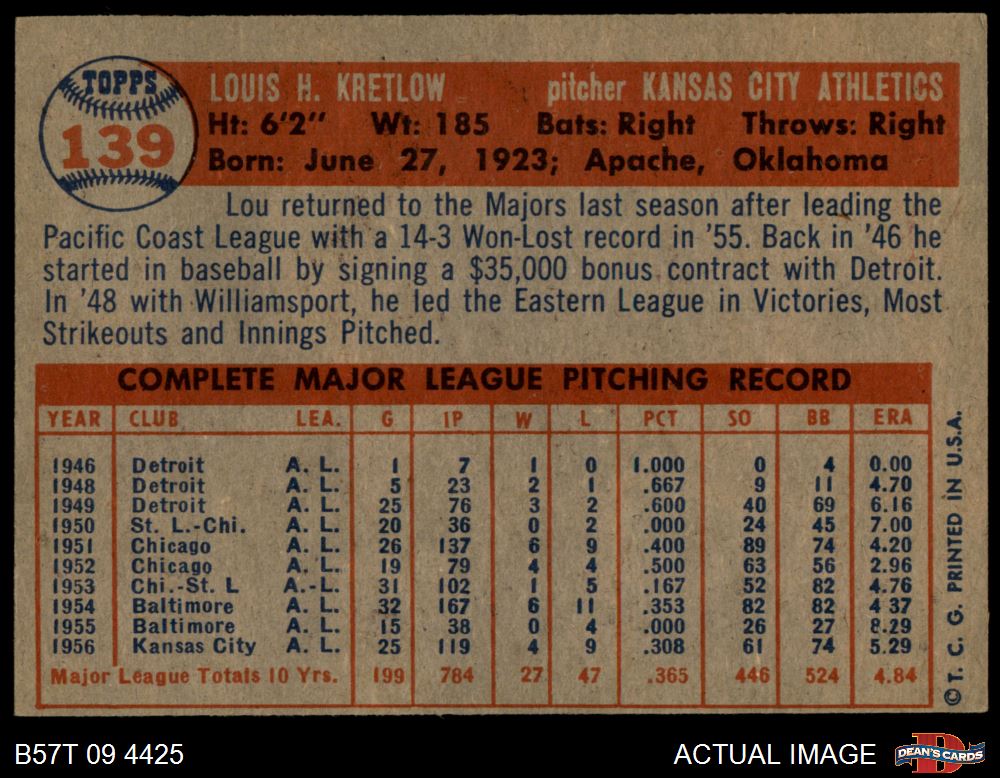 TOPPS
139
LOUIS H. KRETLOW pitcher KANSAS CITY ATHLETICS
Ht: 6'2" Wt: 185 Bats: Right Throws: Right
Born: June 27, 1923; Apache, Oklahoma
Lou returned to the Majors last season after leading the
Pacific Coast League with a 14-3 Won-Lost record in '55. Back in '46 he
started in baseball by signing a $35,000 bonus contract with Detroit.
In '48 with Williamsport, he led the Eastern League in Victories, Most
Strikeouts and Innings Pitched.
COMPLETE MAJOR LEAGUE PITCHING RECORD
YEAR CLUB LEA. G IP W L PCT SO BB ERA
1946 Detroit A. L. 1 7 1 0 1.000 0 4 0.00
1948 Detroit A. L. 5 23 2 1 .667 9 11 4.70
1949 Detroit A. L. 25 76 3 2 .600 40 69 6.16
1950 St. L.-Chi. A. L. 20 36 0 2 .000 24 45 7.00
1951 Chicago A. L. 26 137 6 9 .400 89 74 4.20
1952 Chicago A. L. 19 79 4 4 .500 63 56 2.96
1953 Chi.-St. L A.-L. 31 102 1 5 .167 52 82 4.76
1954 Baltimore A. L. 32 167 6 11 .353 82 82 4 37
1955 Baltimore A. L. 15 38 0 4 .000 26 27 8.29
1956 Kansas City A. L. 25 119 4 9 .308 61 74 5.29
Major League Totals 10 Yrs. 199 784 27 47 .365 446 524 4.84
© T. C. G. PRINTED IN U.S.A.
B57T 09 4425 ACTUAL IMAGE
DEAN'S CARDS